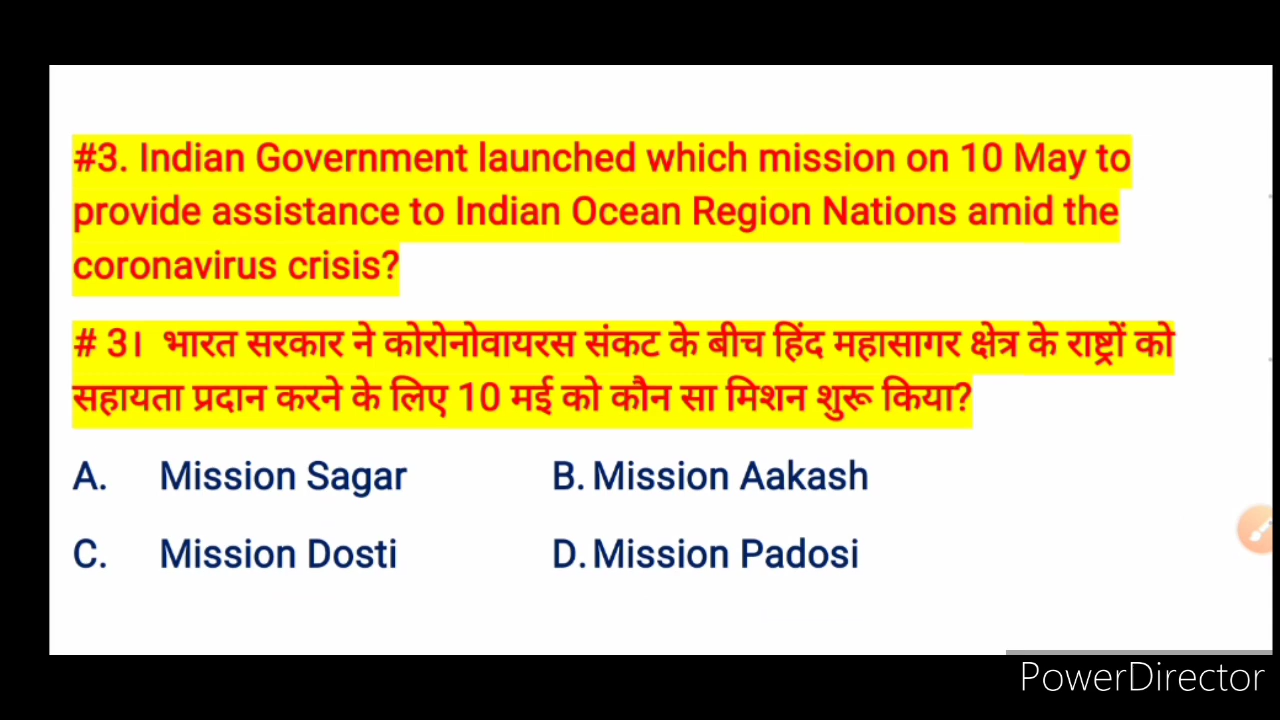 #3. Indian Government launched which mission on 10 May to
provide assistance to Indian Ocean Region Nations amid the
coronavirus crisis?
# 3। भारत सरकार ने कोरोनोवायरस संकट के बीच हिंद महासागर क्षेत्र के राष्ट्रों को
सहायता प्रदान करने के लिए 10 मई को कौन सा मिशन शुरू किया?
A. Mission Sagar B. Mission Aakash
C. Mission Dosti D. Mission Padosi
PowerDirector